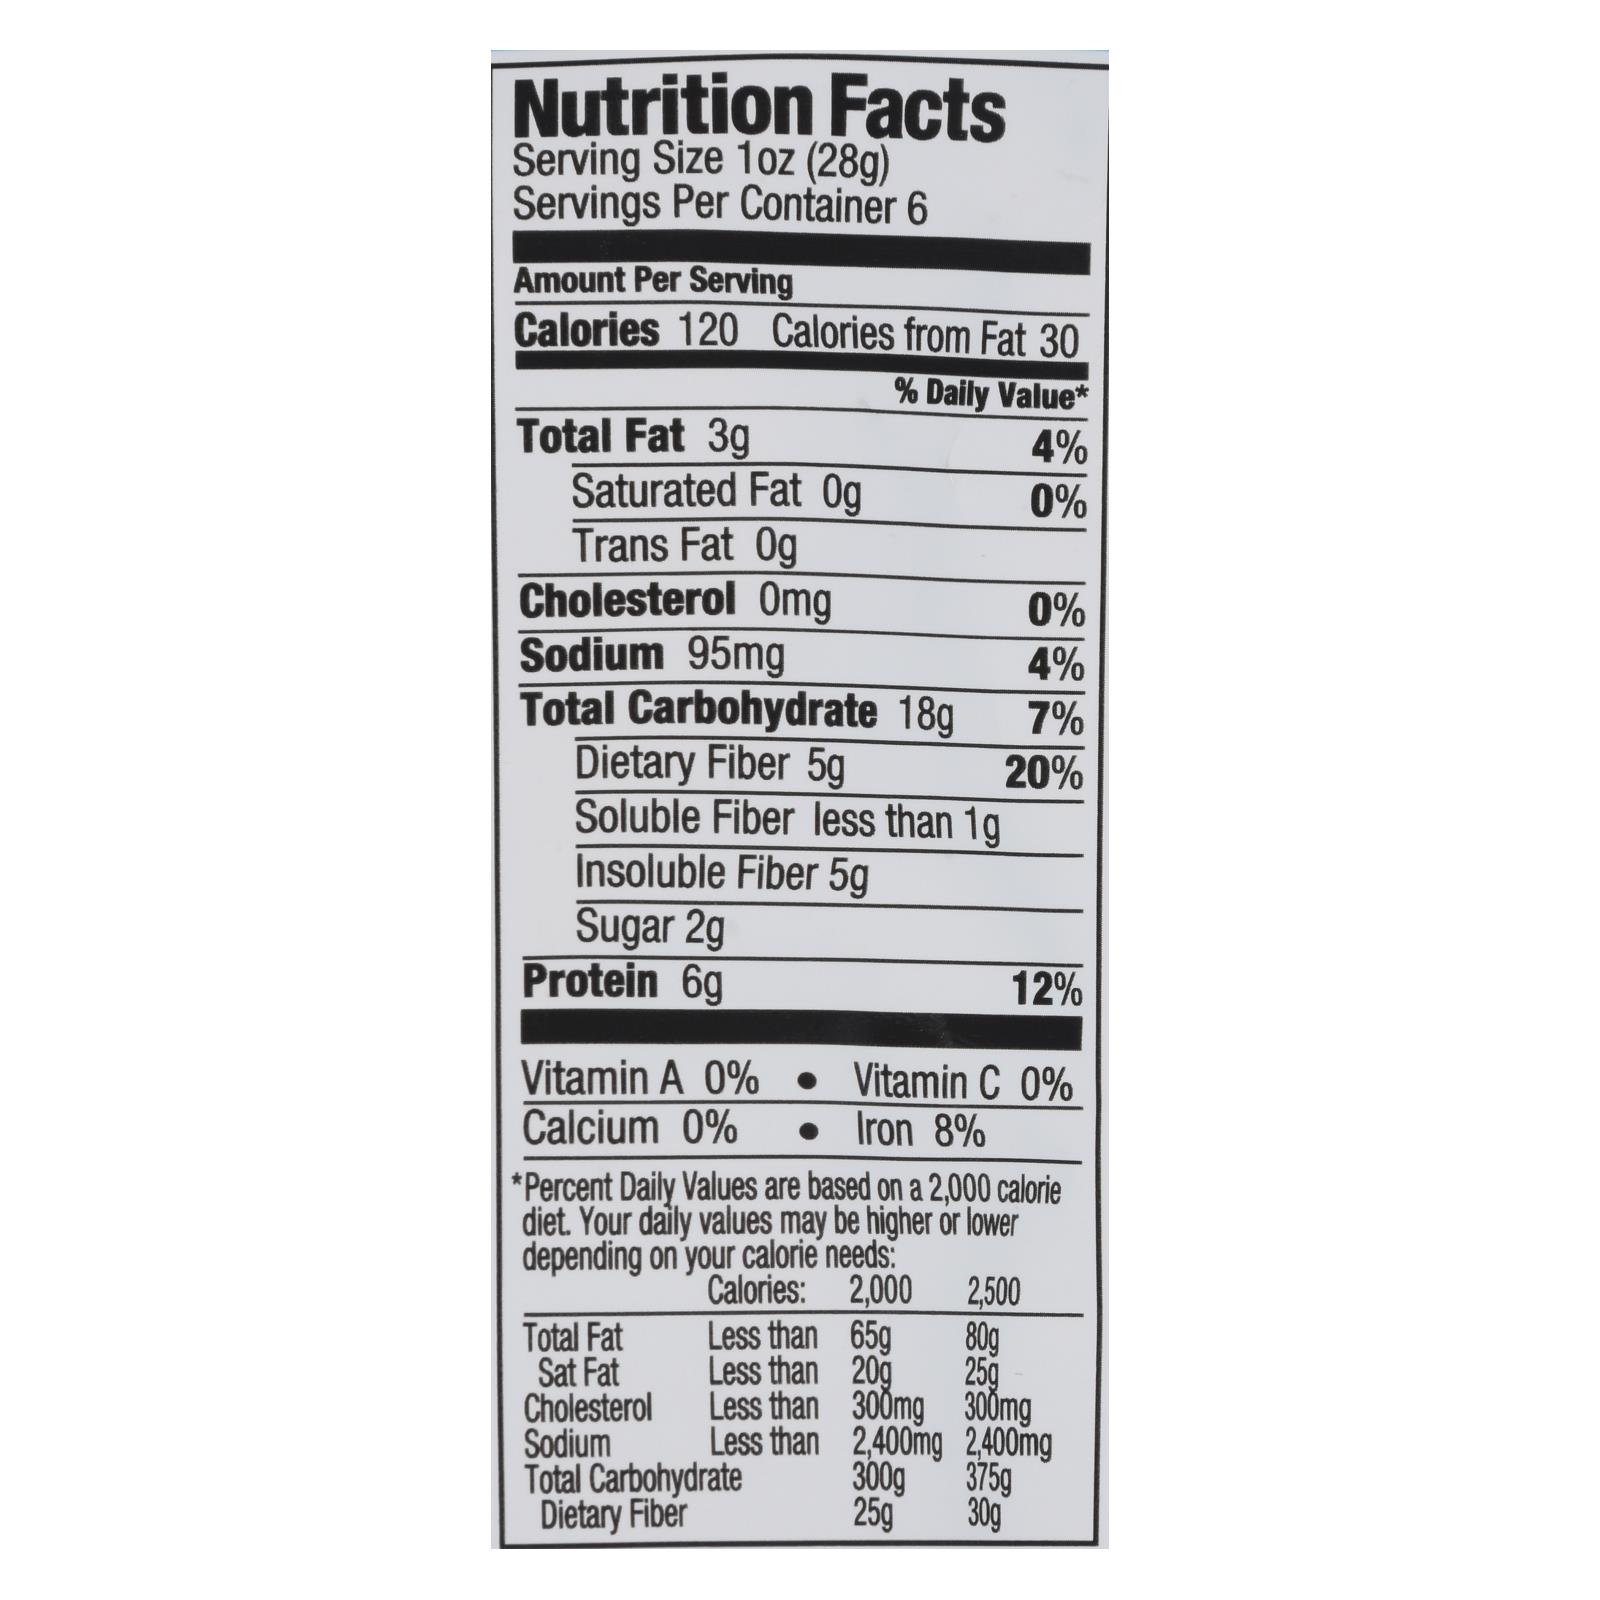 Nutrition Facts
Serving Size 1oz (28g)
Servings Per Container 6
Amount Per Serving
Calories 120 Calories from Fat 30
% Daily Value*
Total Fat 3g 4%
Saturated Fat 0g 0%
Trans Fat 0g
Cholesterol 0mg 0%
Sodium 95mg 4%
Total Carbohydrate 18g 7%
Dietary Fiber 5g 20%
Soluble Fiber less than 1g
Insoluble Fiber 5g
Sugar 2g
Protein 6g 12%
Vitamin A 0% • Vitamin C 0%
Calcium 0% • Iron 8%
*Percent Daily Values are based on a 2,000 calorie
diet. Your daily values may be higher or lower
depending on your calorie needs:
Calories: 2,000 2,500
Total Fat Less than 65g 80g
Sat Fat Less than 20g 25g
Cholesterol Less than 300mg 300mg
Sodium Less than 2,400mg 2,400mg
Total Carbohydrate 300g 375g
Dietary Fiber 25g 30g